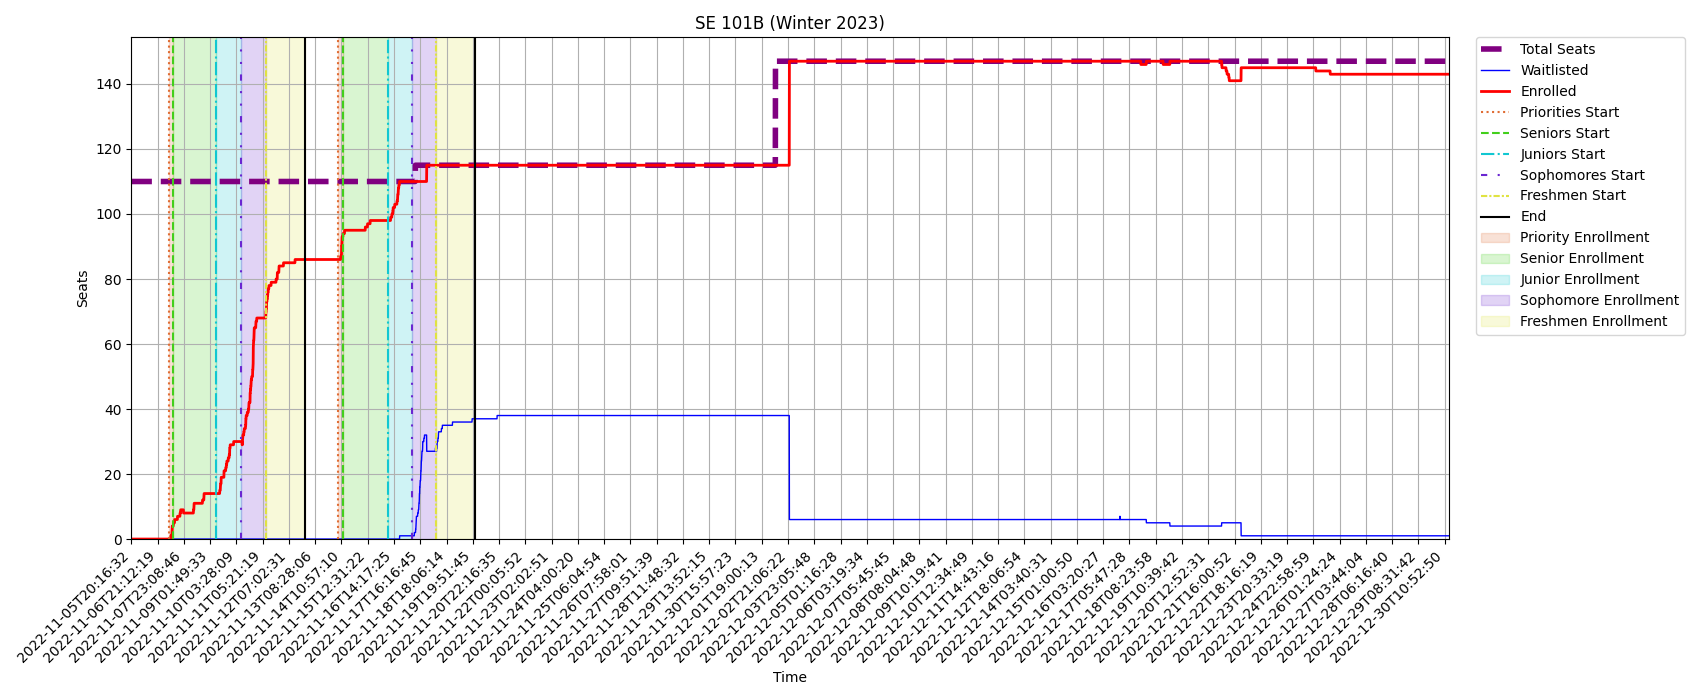 SE 101B (Winter 2023)
Seats
140
120
100
80
60
40
20
0
2022-11-05T20:16:32
2022-11-06T21:12:19
2022-11-07T23:08:46
2022-11-09T01:49:33
2022-11-10T03:28:09
2022-11-11T05:21:19
2022-11-12T07:02:31
2022-11-13T08:28:06
2022-11-14T10:57:10
2022-11-15T12:31:22
2022-11-16T14:17:25
2022-11-17T16:16:45
2022-11-18T18:06:14
2022-11-19T19:51:45
2022-11-20T22:16:35
2022-11-22T00:05:52
2022-11-23T02:02:51
2022-11-24T04:00:20
2022-11-25T06:04:54
2022-11-26T07:58:01
2022-11-27T09:51:39
2022-11-28T11:48:32
2022-11-29T13:52:15
2022-11-30T15:57:23
2022-12-01T19:00:13
2022-12-02T21:06:22
2022-12-03T23:05:48
2022-12-05T01:16:28
2022-12-06T03:19:34
2022-12-07T05:45:45
2022-12-08T08:04:48
2022-12-09T10:19:41
2022-12-10T12:34:49
2022-12-11T14:43:16
2022-12-12T18:06:54
2022-12-14T03:40:31
2022-12-15T01:00:50
2022-12-16T03:20:27
2022-12-17T05:47:28
2022-12-18T08:23:58
2022-12-19T10:39:42
2022-12-20T12:52:31
2022-12-21T16:00:52
2022-12-22T18:16:19
2022-12-23T20:33:19
2022-12-24T22:58:59
2022-12-26T01:24:24
2022-12-27T03:44:04
2022-12-28T06:16:40
2022-12-29T08:31:42
2022-12-30T10:52:50
Time
Total Seats
Waitlisted
Enrolled
Priorities Start
Seniors Start
Juniors Start
Sophomores Start
Freshmen Start
End
Priority Enrollment
Senior Enrollment
Junior Enrollment
Sophomore Enrollment
Freshmen Enrollment